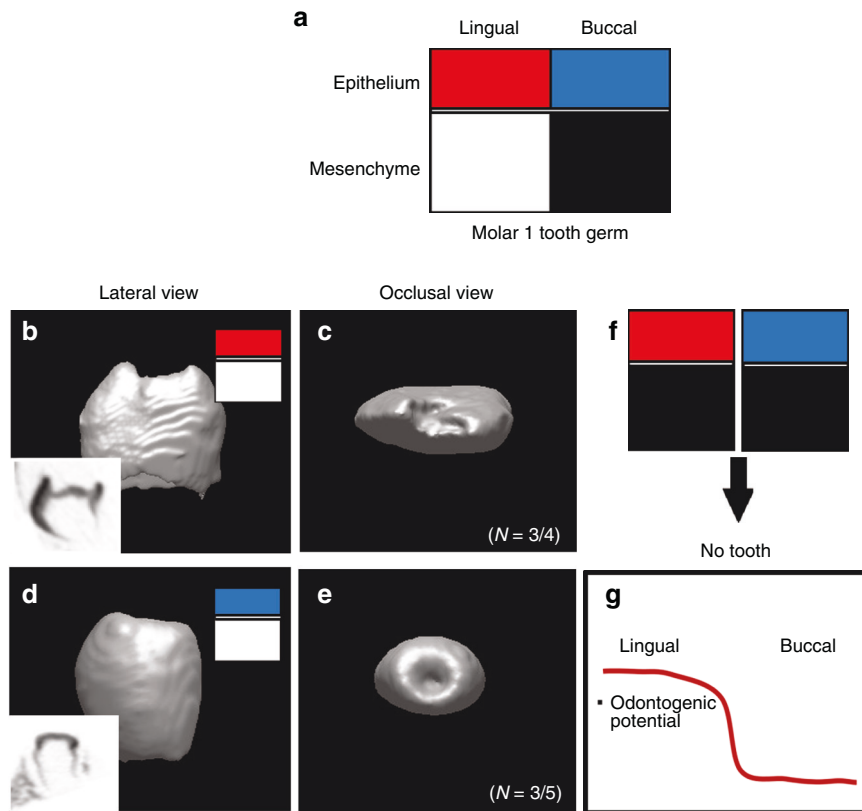 a
Lingual Buccal
Epithelium
Mesenchyme
Molar 1 tooth germ
Lateral view Occlusal view
b
c
(N = 3/4)
f
No tooth
d
e
(N = 3/5)
g
Lingual Buccal
▪ Odontogenic
potential